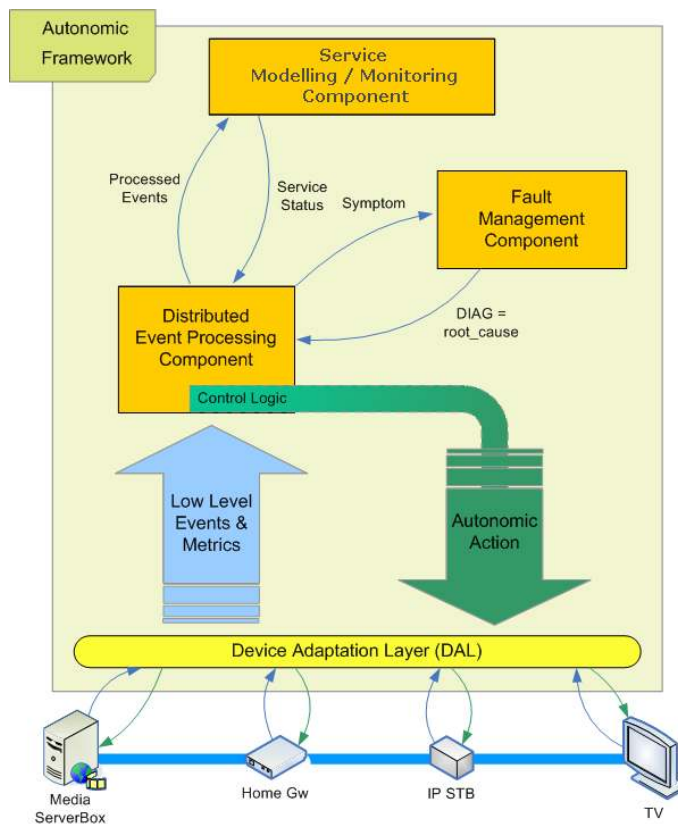 Autonomic
Framework
Service
Modelling / Monitoring
Component
Processed
Events
Service
Status
Symptom
Fault
Management
Component
DIAG =
root_cause
Distributed
Event Processing
Component
Control Logic
Low Level
Events &
Metrics
Autonomic
Action
Device Adaptation Layer (DAL)
Media
ServerBox
Home Gw
IP STB
TV